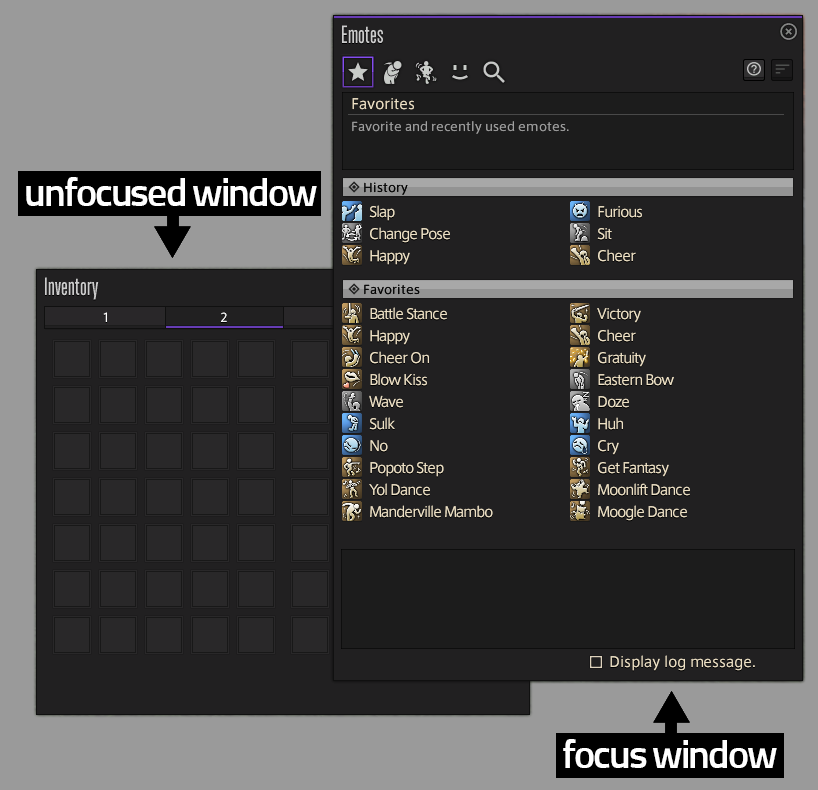 Emotes
Favorites
Favorite and recently used emotes.
unfocused window
History
Slap Furious
Change Pose Sit
Happy Cheer
Inventory
1 2
Favorites
Battle Stance Victory
Happy Cheer
Cheer On Gratuity
Blow Kiss Eastern Bow
Wave Doze
Sulk Huh
No Cry
Popoto Step Get Fantasy
Yol Dance Moonlift Dance
Manderville Mambo Moogle Dance
Display log message.
focus window